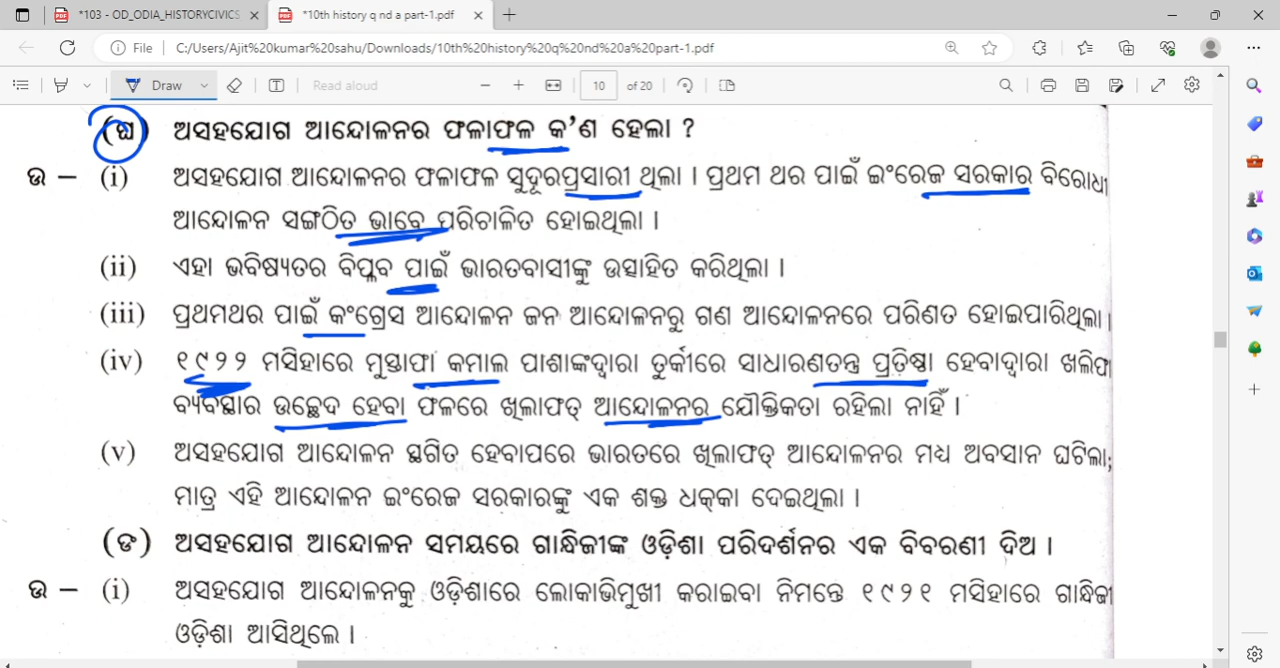 *103 - OD_ODIA_HISTORYCIVICS
*10th history q nd a part-1.pdf
File
C:/Users/Ajit%20kumar%20sahu/Downloads/10th%20history%20q%20nd%20a%20part-1.pdf
Draw
Read aloud
10
of 20
(ଘ) ଅସହଯୋଗ ଆନ୍ଦୋଳନର ଫଳାଫଳ କ'ଣ ହେଲା ?
ଉ – (i) ଅସହଯୋଗ ଆନ୍ଦୋଳନର ଫଳାଫଳ ସୁଦୂରପ୍ରସାରୀ ଥିଲା । ପ୍ରଥମ ଥର ପାଇଁ ଇଂରେଜ ସରକାର ବିରୋଧୀ
ଆନ୍ଦୋଳନ ସଙ୍ଗଠିତ ଭାବେ ପରିଚାଳିତ ହୋଇଥିଲା ।
(ii) ଏହା ଭବିଷ୍ୟତର ବିପ୍ଳବ ପାଇଁ ଭାରତବାସୀଙ୍କୁ ଉତ୍ସାହିତ କରିଥିଲା ।
(iii) ପ୍ରଥମଥର ପାଇଁ କଂଗ୍ରେସ ଆନ୍ଦୋଳନ ଜନ ଆନ୍ଦୋଳନରୁ ଗଣ ଆନ୍ଦୋଳନରେ ପରିଣତ ହୋଇପାରିଥିଲା ।
(iv) ୧୯୨୨ ମସିହାରେ ମୁସ୍ତାଫା କମାଲ ପାଶାଙ୍କଦ୍ୱାରା ତୁର୍କୀରେ ସାଧାରଣତନ୍ତ୍ର ପ୍ରତିଷ୍ଠା ହେବାଦ୍ୱାରା ଖଲିଫା
ବ୍ୟବସ୍ଥାର ଉଚ୍ଛେଦ ହେବା ଫଳରେ ଖିଲାଫତ୍ ଆନ୍ଦୋଳନର ଯୌକ୍ତିକତା ରହିଲା ନାହିଁ ।
(v) ଅସହଯୋଗ ଆନ୍ଦୋଳନ ସ୍ଥଗିତ ହେବାପରେ ଭାରତରେ ଖିଲାଫତ୍ ଆନ୍ଦୋଳନର ମଧ୍ୟ ଅବସାନ ଘଟିଲା;
ମାତ୍ର ଏହି ଆନ୍ଦୋଳନ ଇଂରେଜ ସରକାରଙ୍କୁ ଏକ ଶକ୍ତ ଧକ୍‌କା ଦେଇଥିଲା ।
(ଙ) ଅସହଯୋଗ ଆନ୍ଦୋଳନ ସମୟରେ ଗାନ୍ଧିଜୀଙ୍କ ଓଡ଼ିଶା ପରିଦର୍ଶନର ଏକ ବିବରଣୀ ଦିଅ ।
ଉ – (i) ଅସହଯୋଗ ଆନ୍ଦୋଳନକୁ ଓଡ଼ିଶାରେ ଲୋକାଭିମୁଖୀ କରାଇବା ନିମନ୍ତେ ୧୯୨୧ ମସିହାରେ ଗାନ୍ଧିଜୀ
ଓଡ଼ିଶା ଆସିଥିଲେ ।